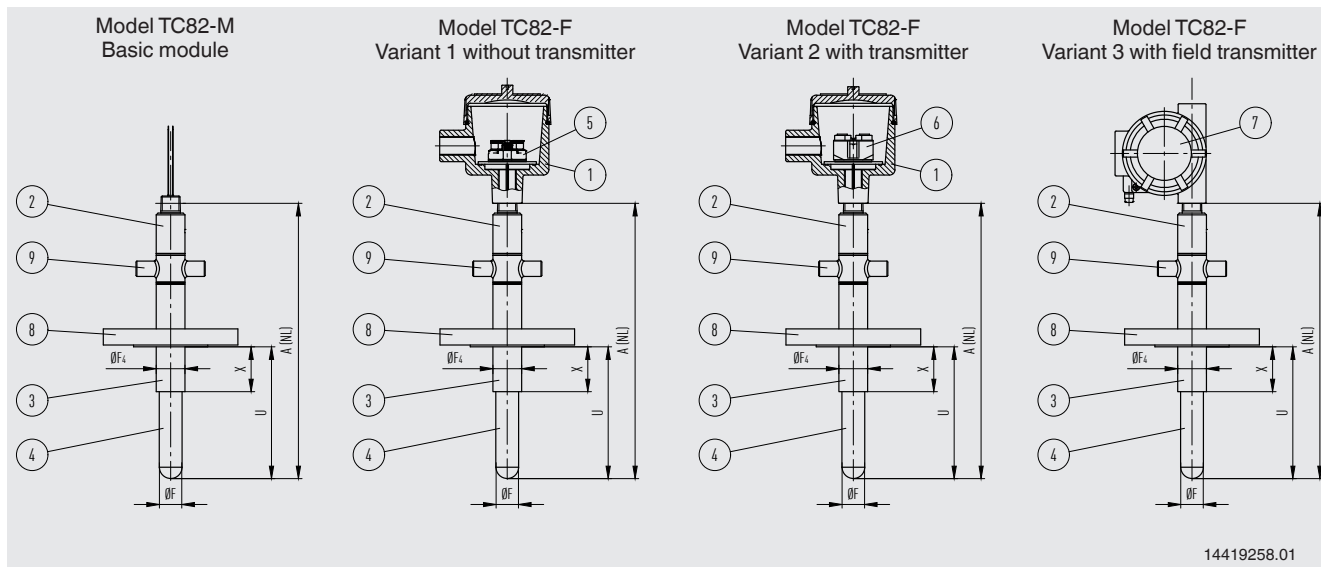 Model TC82-M
Basic module
2
9
8
ØF₄
3
4
ØF
X
U
A (NL)
Model TC82-F
Variant 1 without transmitter
5
1
2
9
8
ØF₄
3
4
ØF
X
U
A (NL)
Model TC82-F
Variant 2 with transmitter
6
1
2
9
8
ØF₄
3
4
ØF
X
U
A (NL)
Model TC82-F
Variant 3 with field transmitter
7
2
9
8
ØF₄
3
4
ØF
X
U
A (NL)
14419258.01